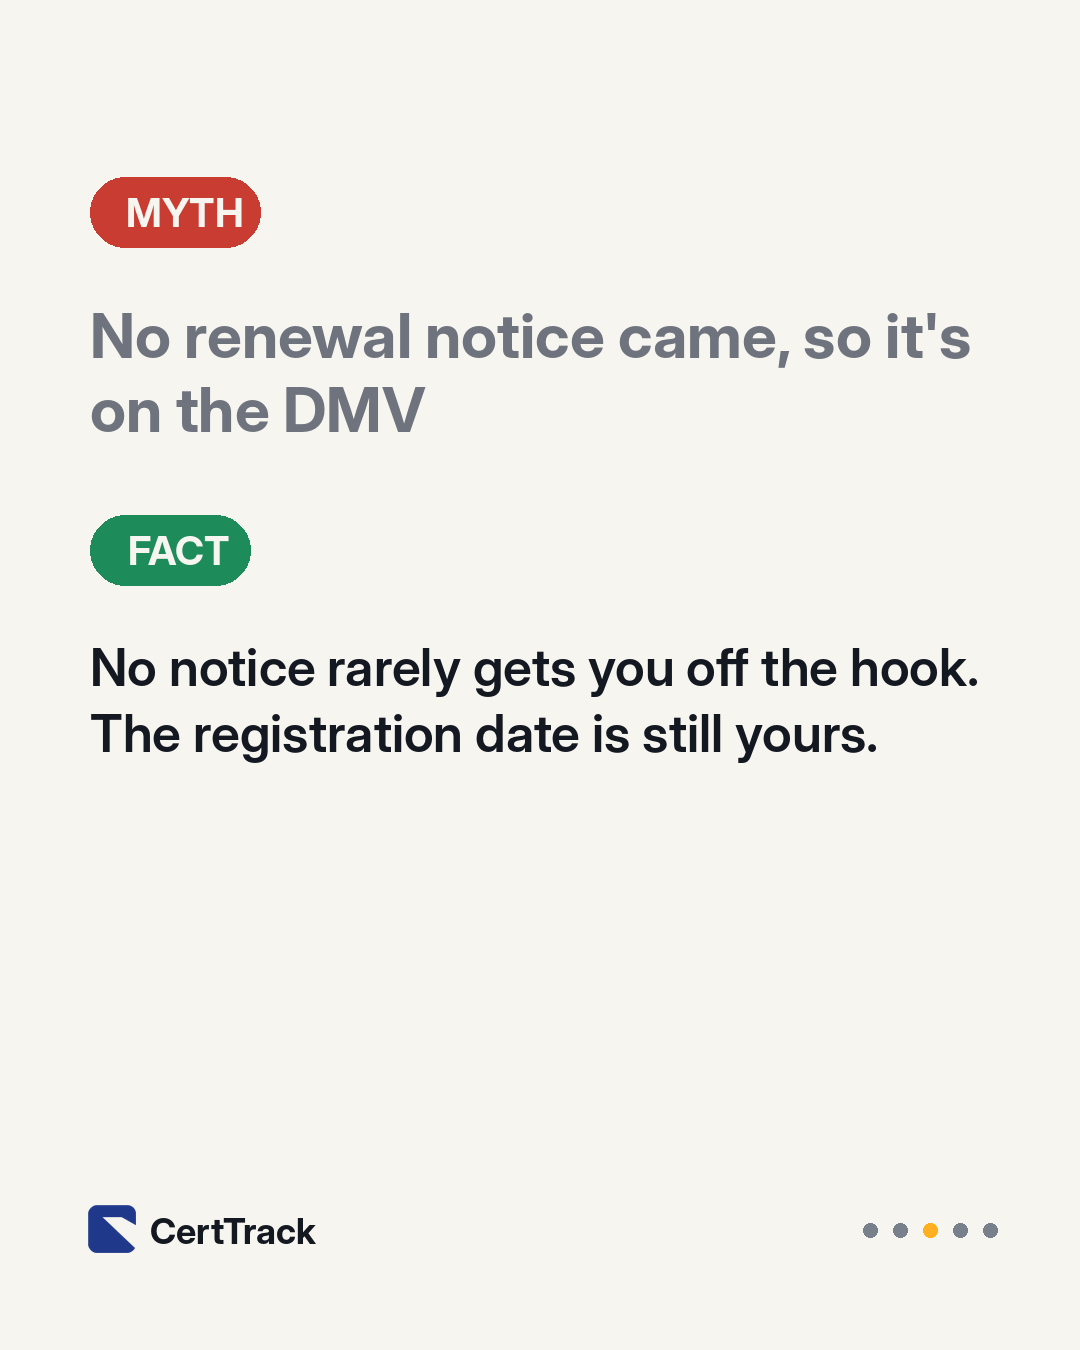 MYTH
No renewal notice came, so it's
on the DMV
FACT
No notice rarely gets you off the hook.
The registration date is still yours.
CertTrack